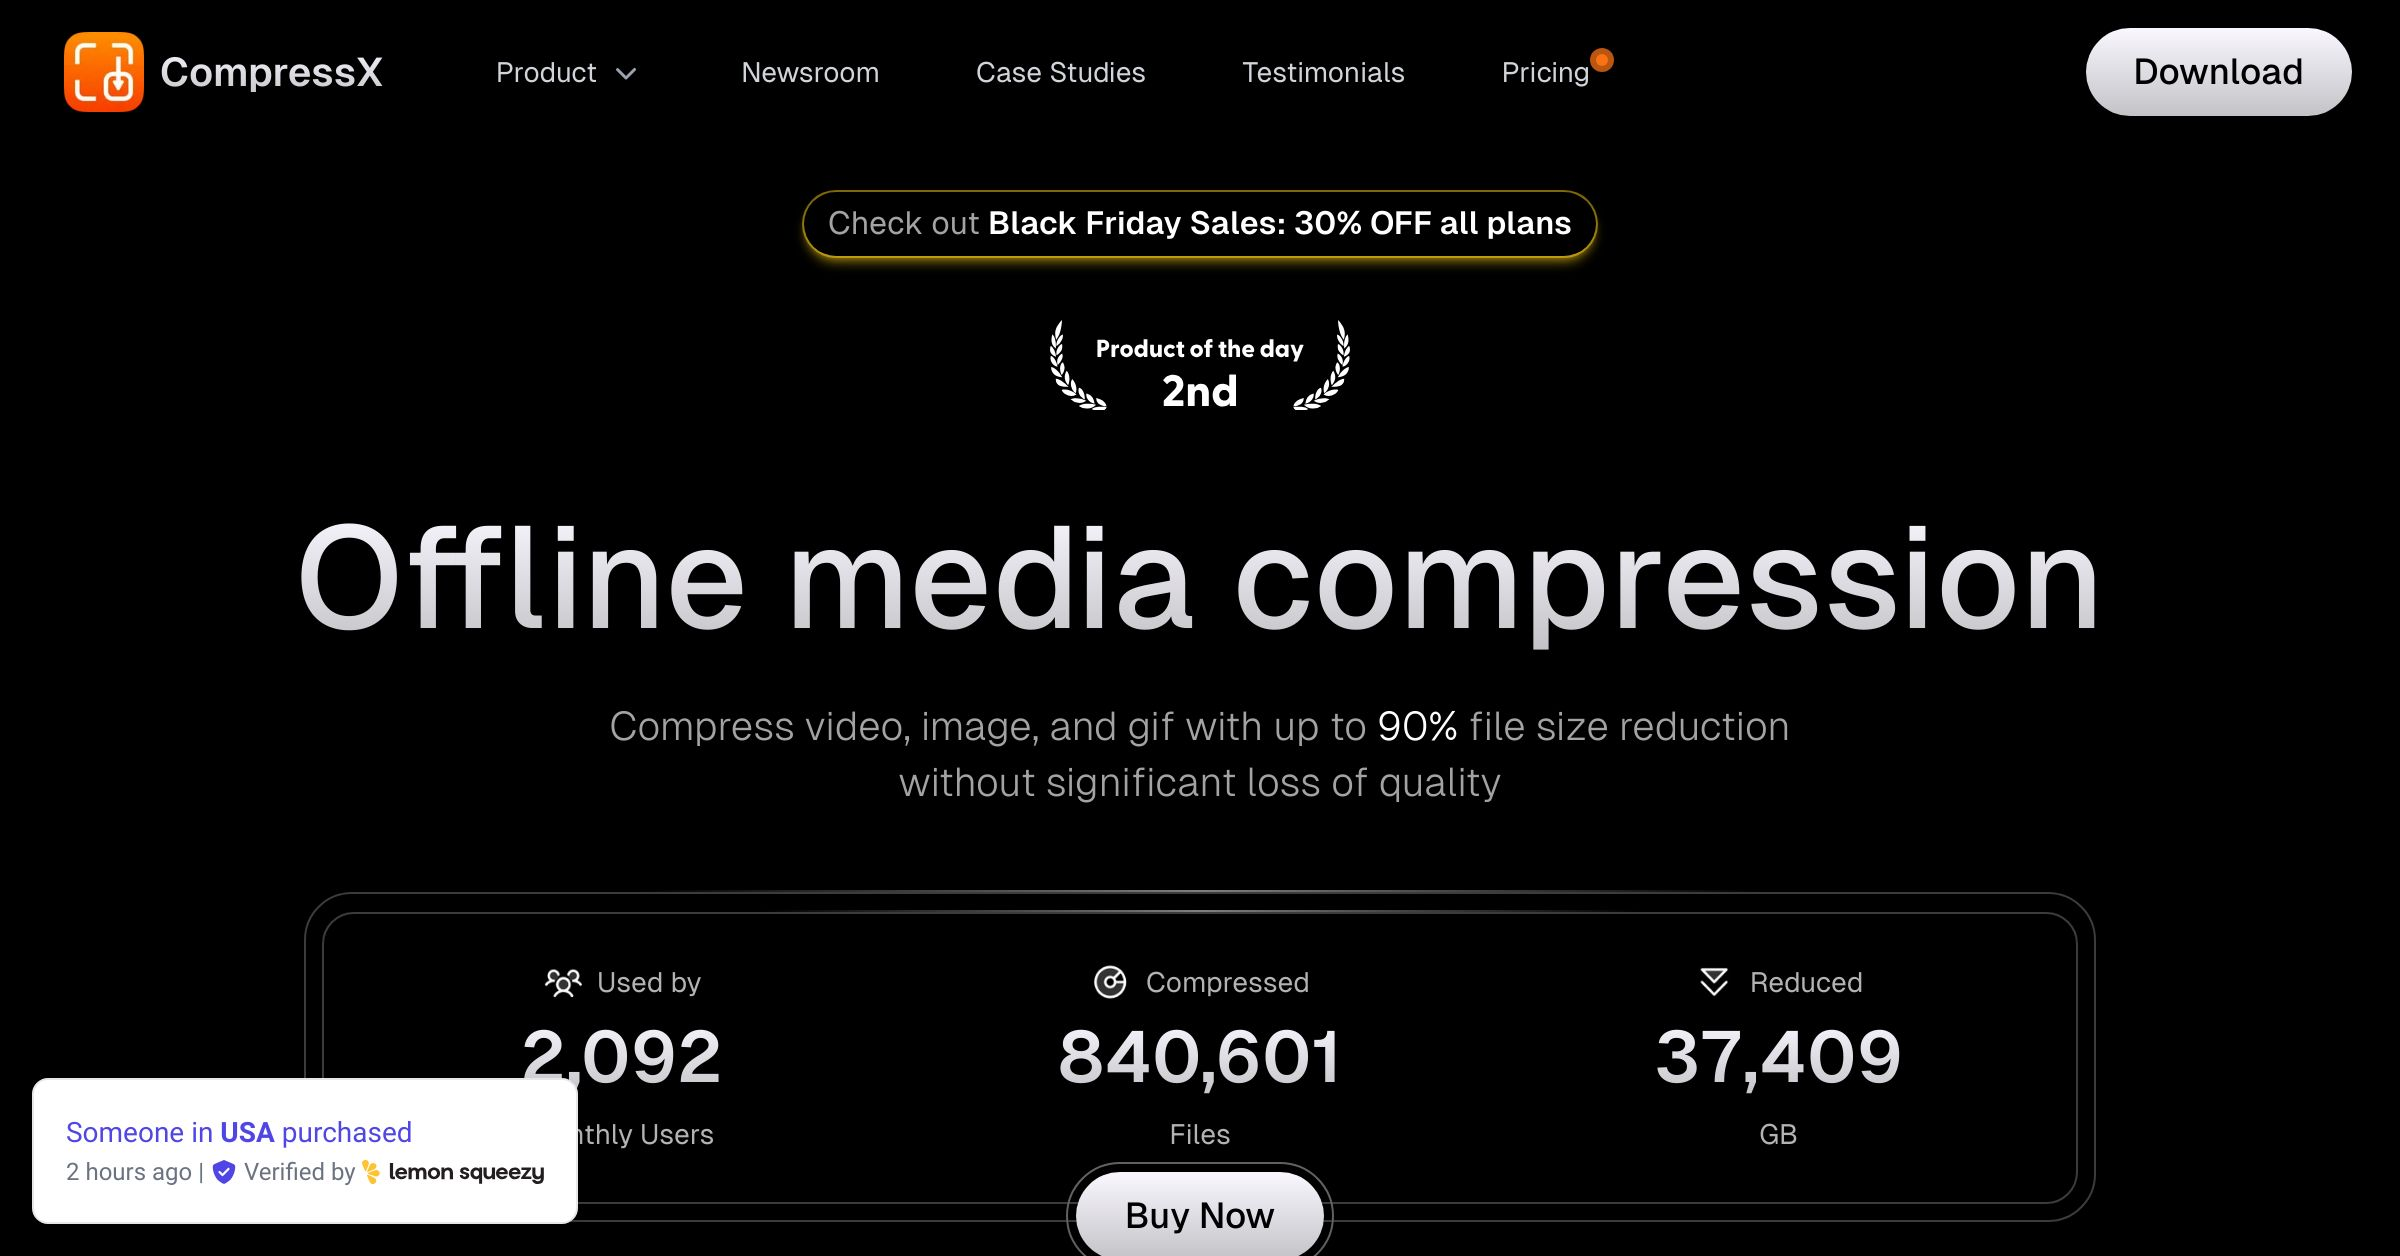 CompressX
Product
Newsroom
Case Studies
Testimonials
Pricing
Download
Check out Black Friday Sales: 30% OFF all plans
Product of the day
2nd
Offline media compression
Compress video, image, and gif with up to 90% file size reduction
without significant loss of quality
Used by
2,092
nthly Users
Compressed
840,601
Files
Reduced
37,409
GB
Someone in USA purchased
2 hours ago | Verified by lemon squeezy
Buy Now